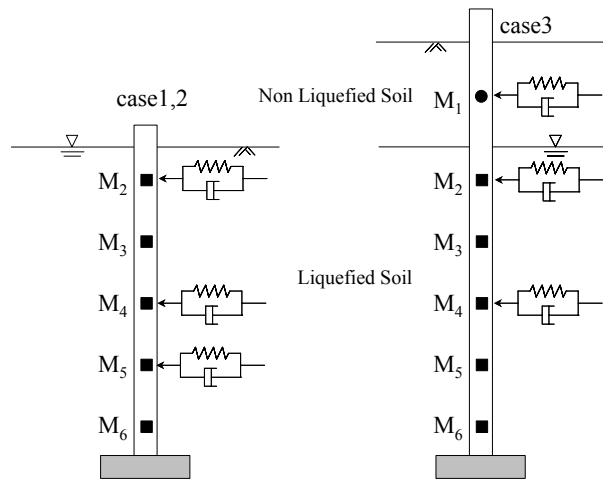 case3
case1,2
Non Liquefied Soil
M1
M2
M3
M4
M5
M6
Liquefied Soil
M2
M3
M4
M5
M6